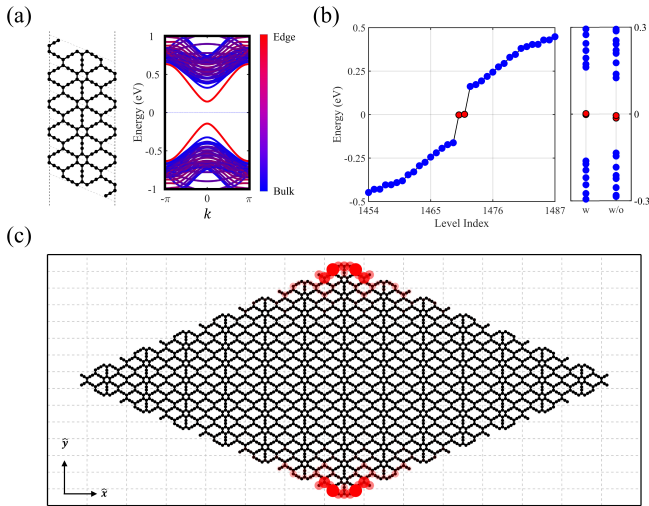 (a)
Energy (eV)
1
0.5
0
-0.5
-1
-π
0
π
k
Edge
Bulk
(b)
Energy (eV)
0.5
0.25
0
-0.25
-0.5
1454
1465
1476
1487
Level Index
0.3
0
-0.3
w
w/o
(c)
ŷ
x̂